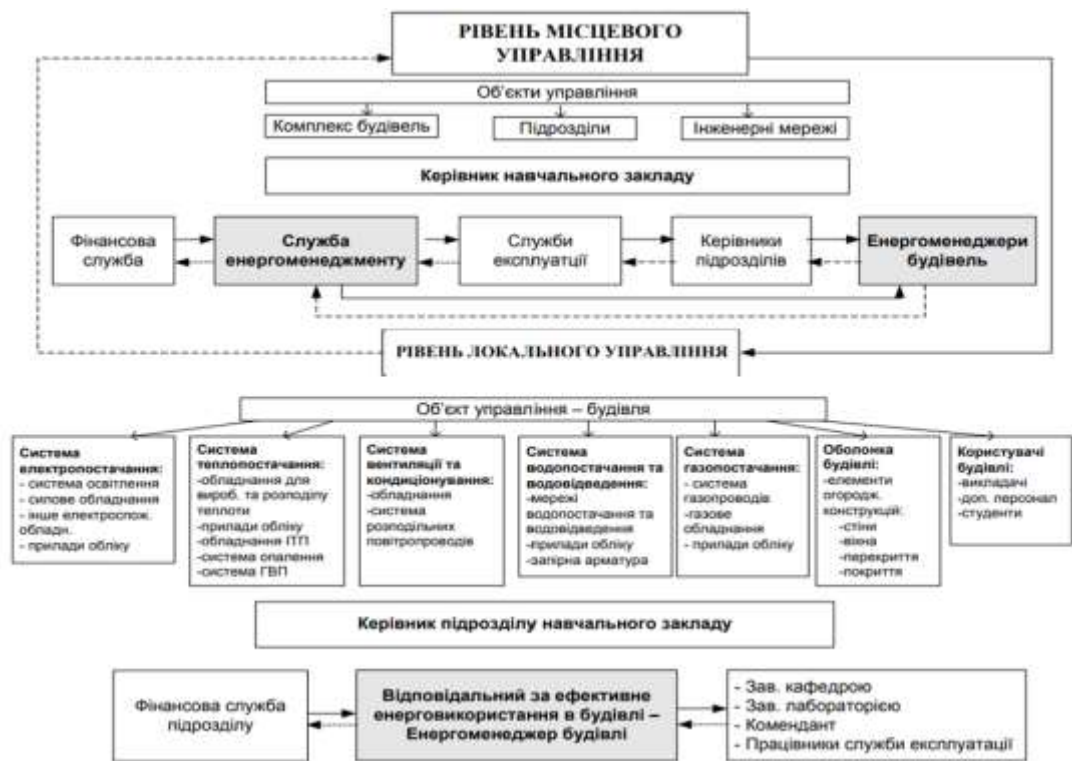 РІВЕНЬ МІСЦЕВОГО
УПРАВЛІННЯ
Об'єкти управління
Комплекс будівель
Підрозділи
Інженерні мережі
Керівник навчального закладу
Фінансова
служба
Служба
енергоменеджменту
Служби
експлуатції
Керівники
підрозділів
Енергоменеджери
будівель
РІВЕНЬ ЛОКАЛЬНОГО УПРАВЛІННЯ
Об'єкт управління – будівля
Система
електропостачання:
- система освітлення
- силове обладнання
- інше електроспож.
обладн.
- прилади обліку
Система
теплопостачання:
-обладнання для
вироб. та розподілу
теплоти
-прилади обліку
-обладнання ІТП
-система опалення
-система ГВП
Система
вентиляції та
кондиціонування:
-обладнання
-система
розподільних
повітропроводів
Система
водопостачання та
водовідведення:
-мережі
водопостачання та
водовідведення
-прилади обліку
-запірна арматура
Система
газопостачання:
- система
газопроводів
- газове
обладнання
- прилади обліку
Оболонка
будівлі:
-елементи
огородж.
конструкцій:
-стіни
-вікна
-перекриття
-покриття
Користувачі
будівлі:
-викладачі
-доп. персонал
-студенти
Керівник підрозділу навчального закладу
Фінансова служба
підрозділу
Відповідальний за ефективне
енерговикористання в будівлі –
Енергоменеджер будівлі
- Зав. кафедрою
- Зав. лабораторією
- Комендант
- Працівники служби експлуатації